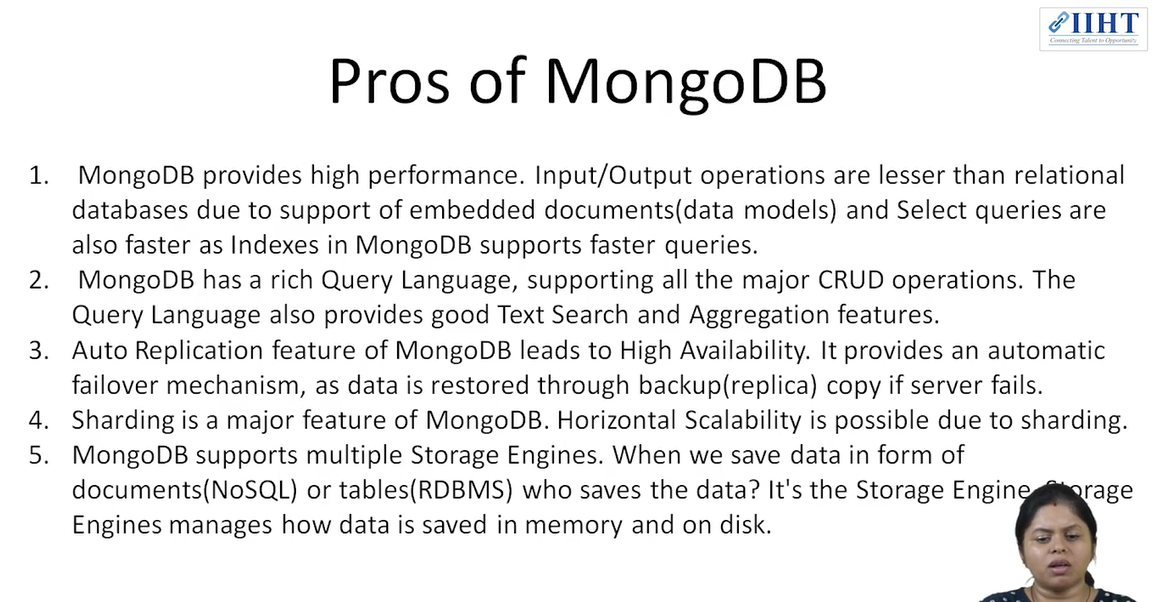 IIHT
Connecting Talent to Opportunity
Pros of MongoDB
1. MongoDB provides high performance. Input/Output operations are lesser than relational
databases due to support of embedded documents(data models) and Select queries are
also faster as Indexes in MongoDB supports faster queries.
2. MongoDB has a rich Query Language, supporting all the major CRUD operations. The
Query Language also provides good Text Search and Aggregation features.
3. Auto Replication feature of MongoDB leads to High Availability. It provides an automatic
failover mechanism, as data is restored through backup(replica) copy if server fails.
4. Sharding is a major feature of MongoDB. Horizontal Scalability is possible due to sharding.
5. MongoDB supports multiple Storage Engines. When we save data in form of
documents(NoSQL) or tables(RDBMS) who saves the data? It's the Storage Engine. Storage
Engines manages how data is saved in memory and on disk.